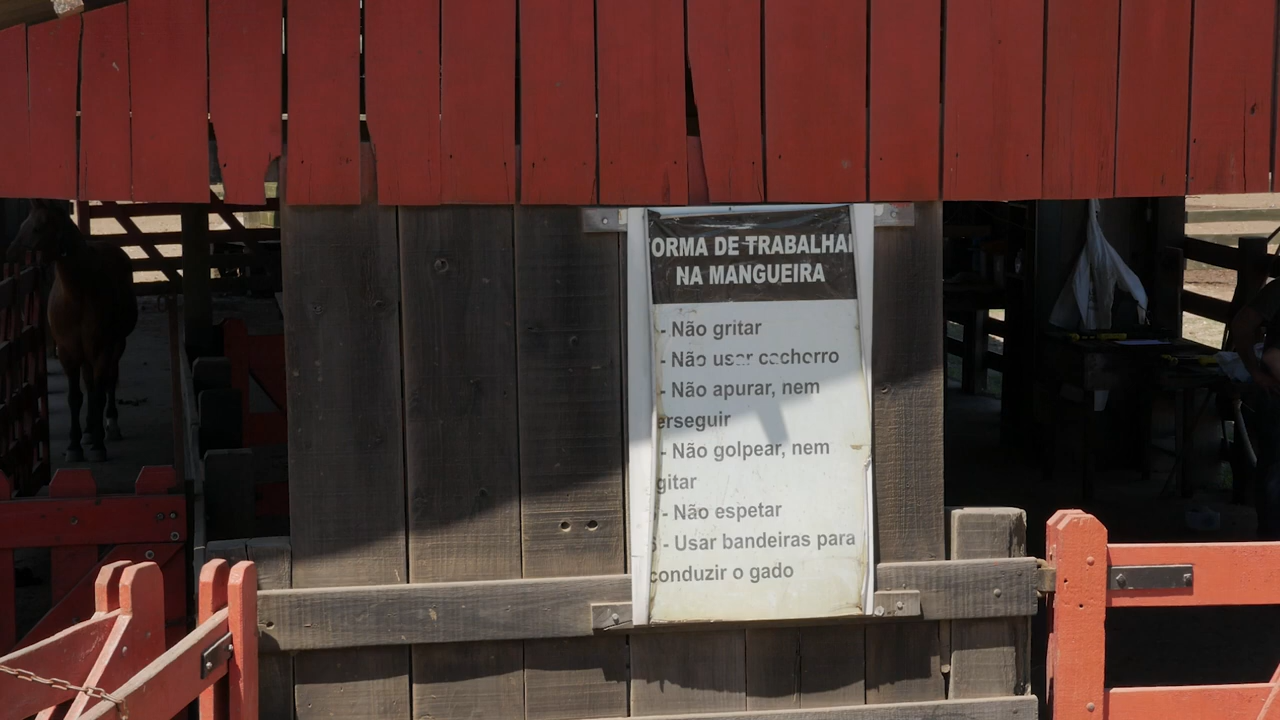 ORMA DE TRABALHA
NA MANGUEIRA
- Não gritar
- Não usar cachorro
- Não apurar, nem
erseguir
- Não golpear, nem
gitar
- Não espetar
- Usar bandeiras para
conduzir o gado